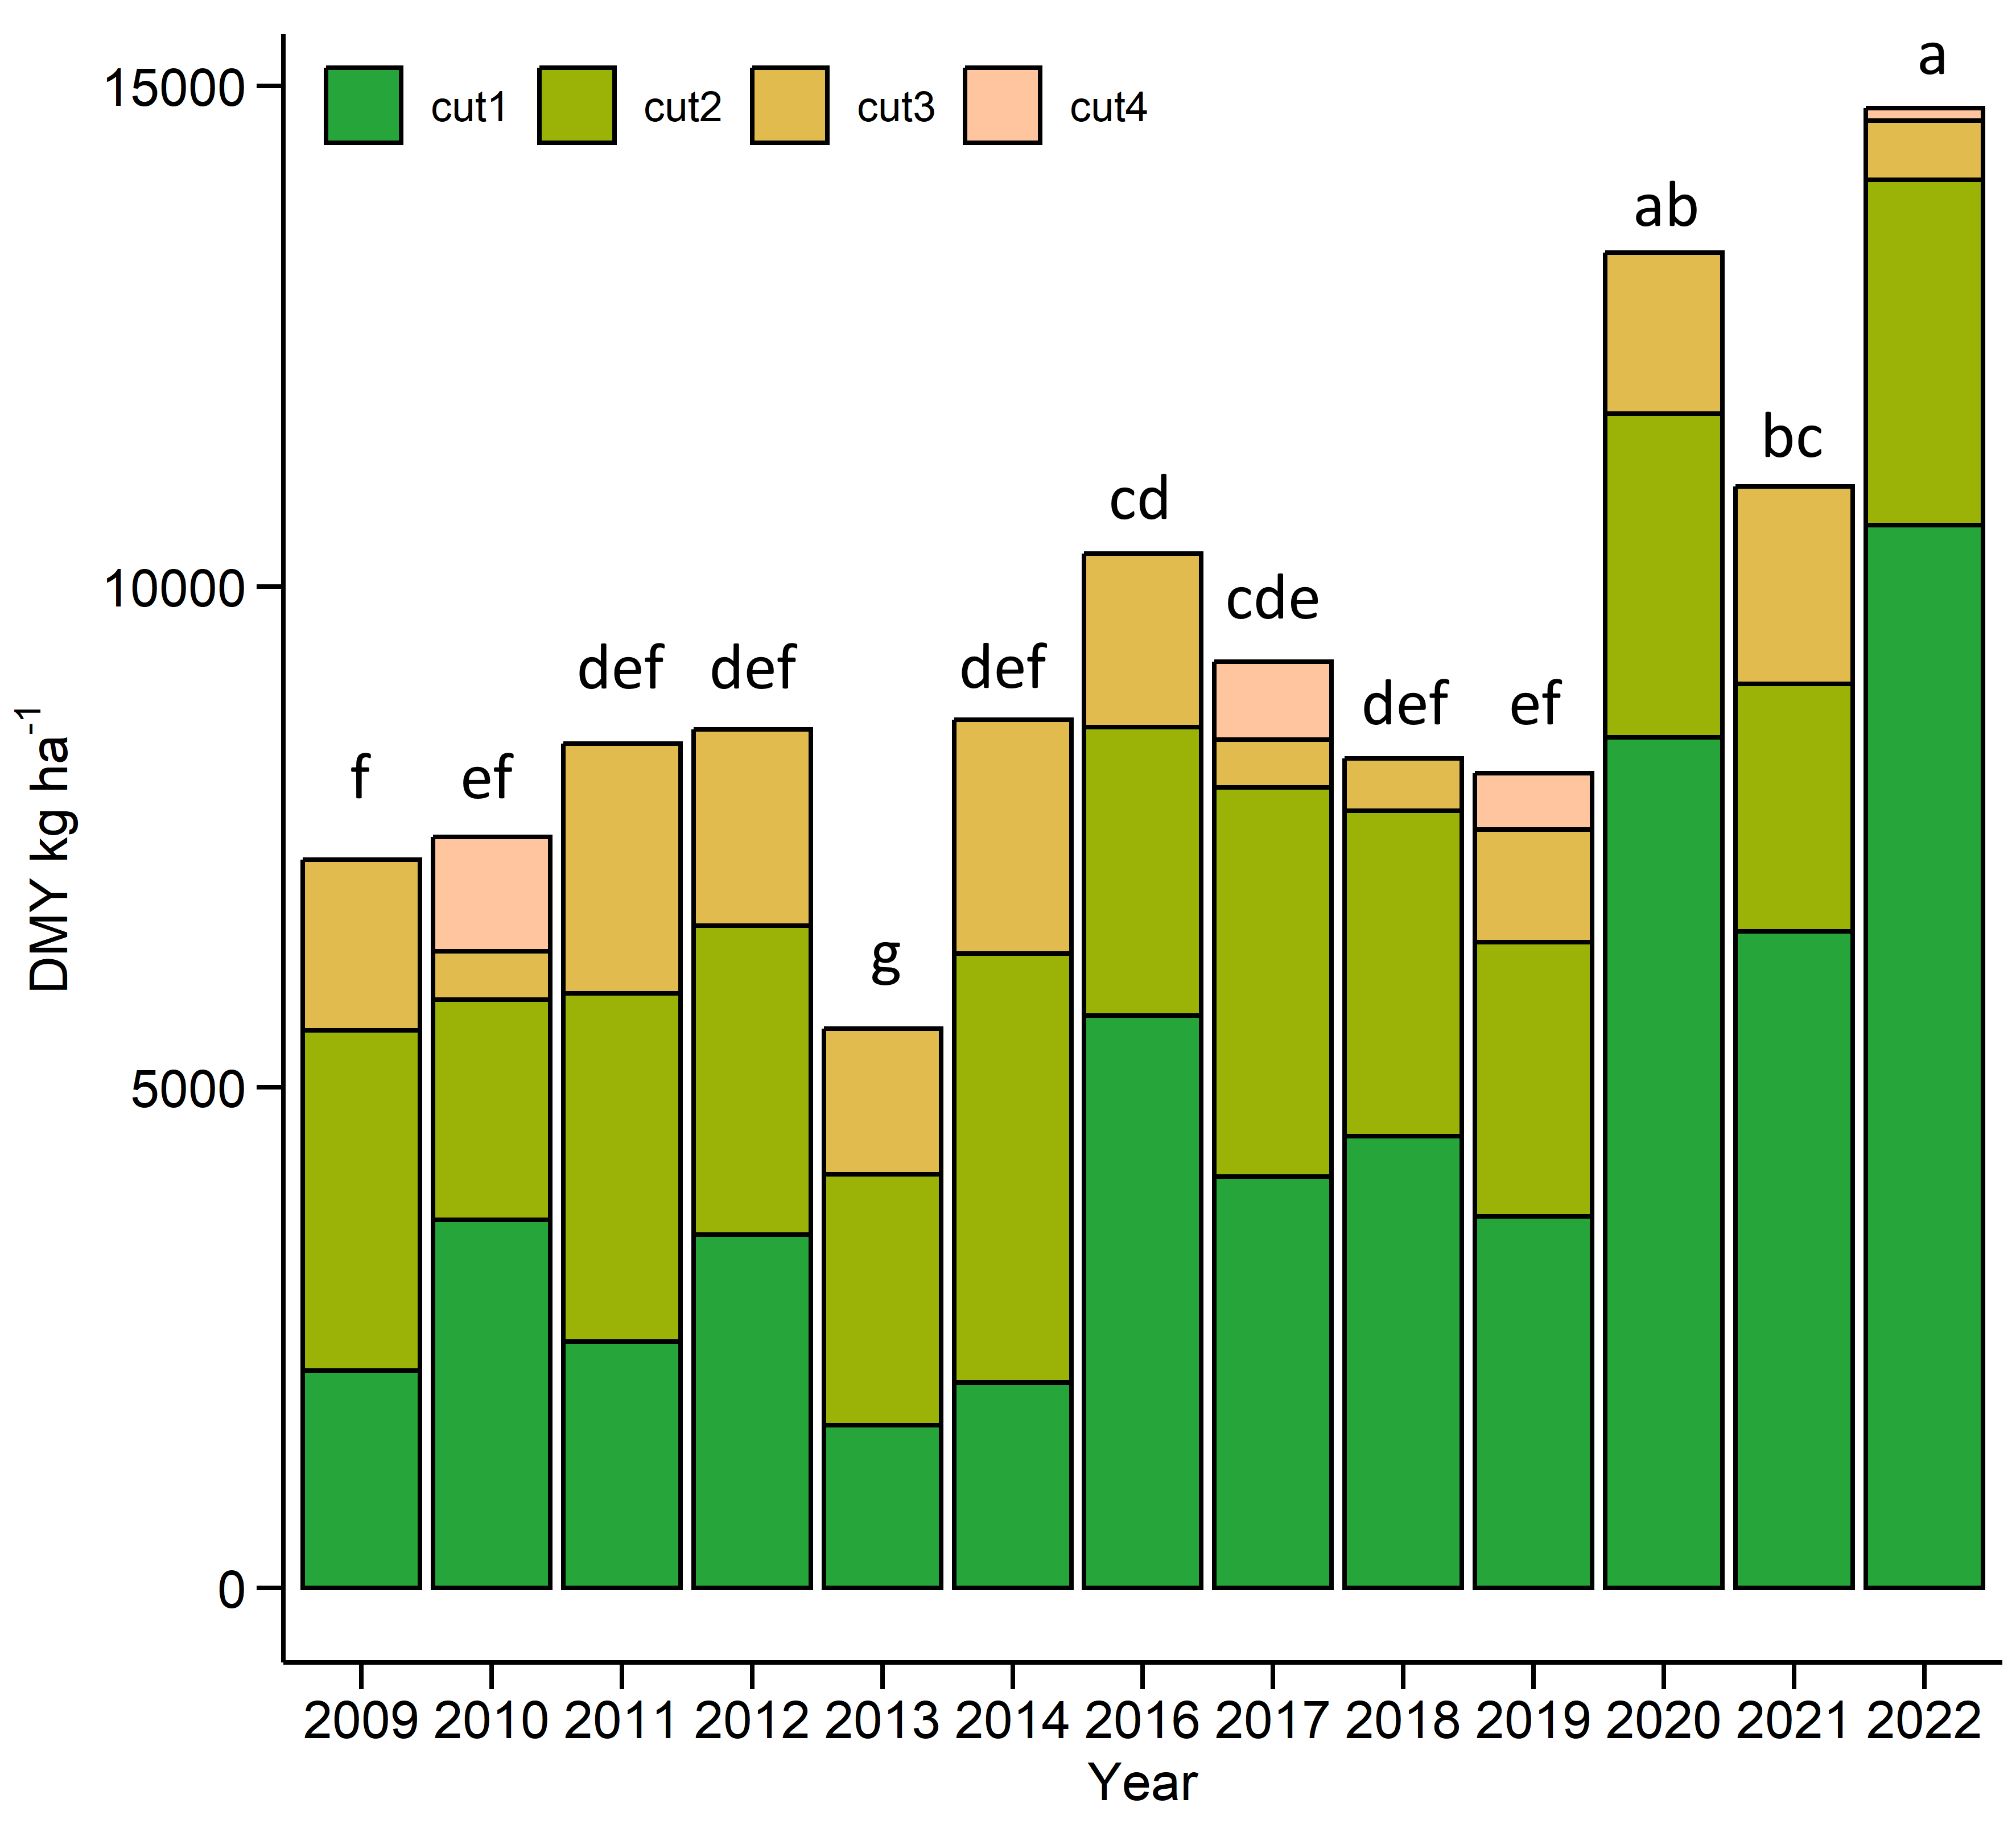 15000
10000
5000
0
DMY kg ha⁻¹
cut1 cut2 cut3 cut4
f ef def def g def cd cde def ef ab bc a
2009 2010 2011 2012 2013 2014 2016 2017 2018 2019 2020 2021 2022
Year